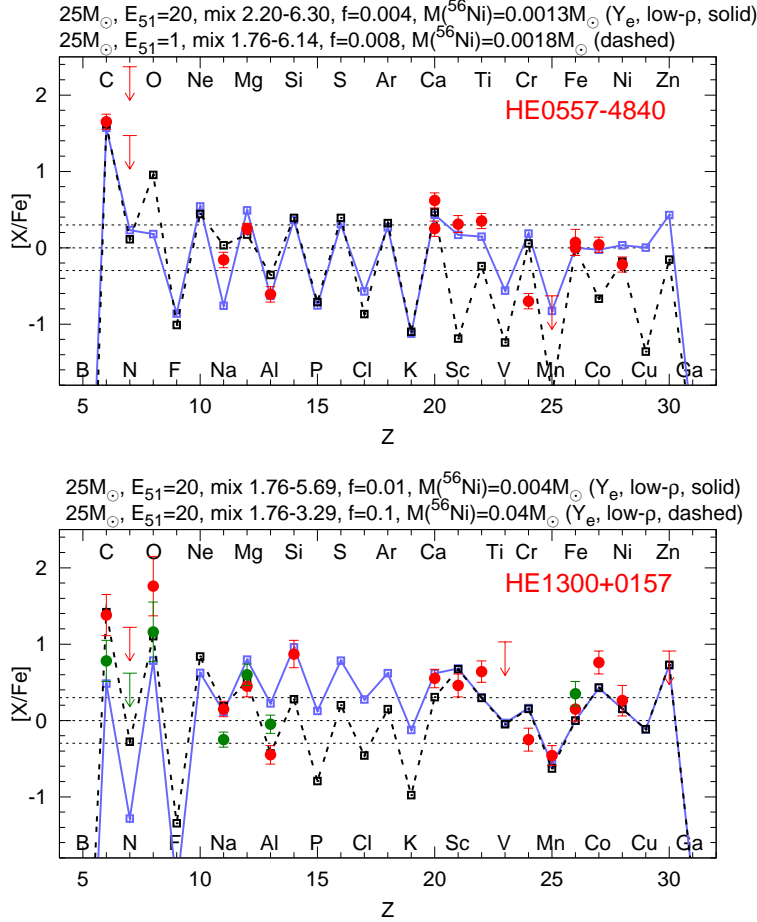 25M☉, E51=20, mix 2.20-6.30, f=0.004, M(56Ni)=0.0013M☉ (Ye, low-ρ, solid)
25M☉, E51=1, mix 1.76-6.14, f=0.008, M(56Ni)=0.0018M☉ (dashed)
C O Ne Mg Si S Ar Ca Ti Cr Fe Ni Zn
HE0557-4840
2
1
0
-1
[X/Fe]
B N F Na Al P Cl K Sc V Mn Co Cu Ga
5 10 15 20 25 30
Z
25M☉, E51=20, mix 1.76-5.69, f=0.01, M(56Ni)=0.004M☉ (Ye, low-ρ, solid)
25M☉, E51=20, mix 1.76-3.29, f=0.1, M(56Ni)=0.04M☉ (Ye, low-ρ, dashed)
C O Ne Mg Si S Ar Ca Ti Cr Fe Ni Zn
HE1300+0157
2
1
0
-1
[X/Fe]
B N F Na Al P Cl K Sc V Mn Co Cu Ga
5 10 15 20 25 30
Z